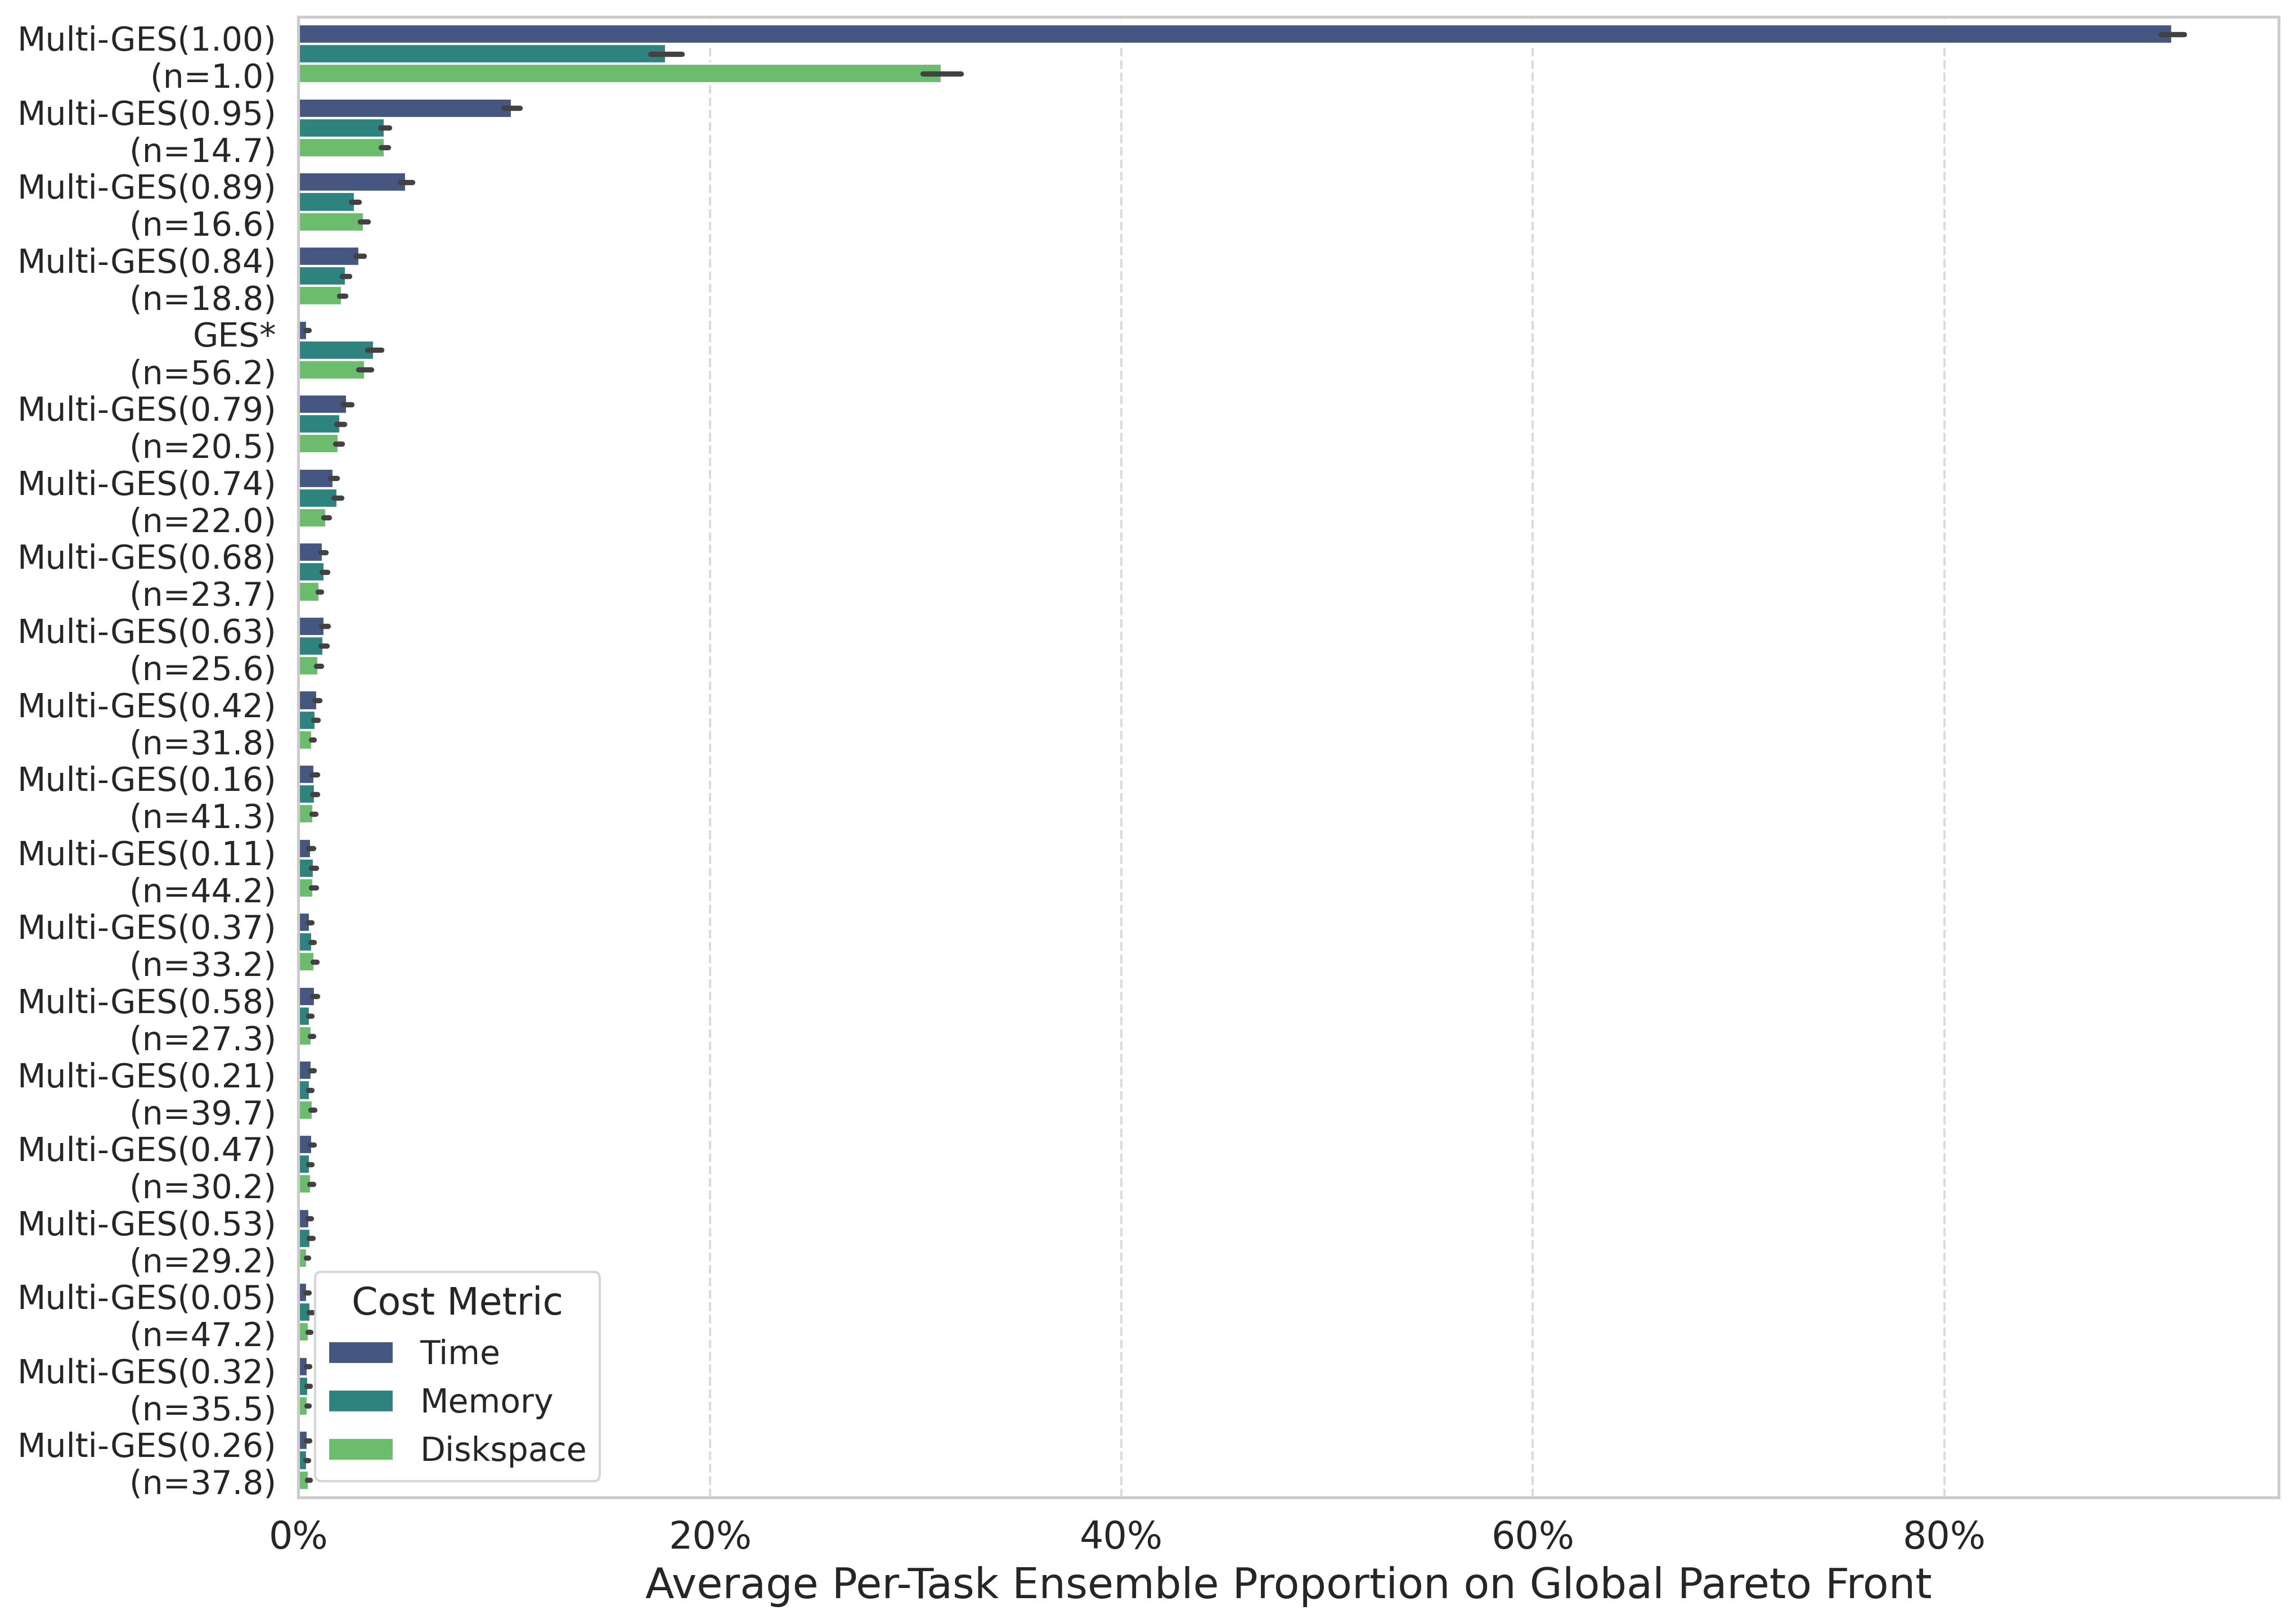 Multi-GES(1.00)
(n=1.0)
Multi-GES(0.95)
(n=14.7)
Multi-GES(0.89)
(n=16.6)
Multi-GES(0.84)
(n=18.8)
GES*
(n=56.2)
Multi-GES(0.79)
(n=20.5)
Multi-GES(0.74)
(n=22.0)
Multi-GES(0.68)
(n=23.7)
Multi-GES(0.63)
(n=25.6)
Multi-GES(0.42)
(n=31.8)
Multi-GES(0.16)
(n=41.3)
Multi-GES(0.11)
(n=44.2)
Multi-GES(0.37)
(n=33.2)
Multi-GES(0.58)
(n=27.3)
Multi-GES(0.21)
(n=39.7)
Multi-GES(0.47)
(n=30.2)
Multi-GES(0.53)
(n=29.2)
Multi-GES(0.05)
(n=47.2)
Multi-GES(0.32)
(n=35.5)
Multi-GES(0.26)
(n=37.8)
Cost Metric
Time
Memory
Diskspace
0% 20% 40% 60% 80%
Average Per-Task Ensemble Proportion on Global Pareto Front